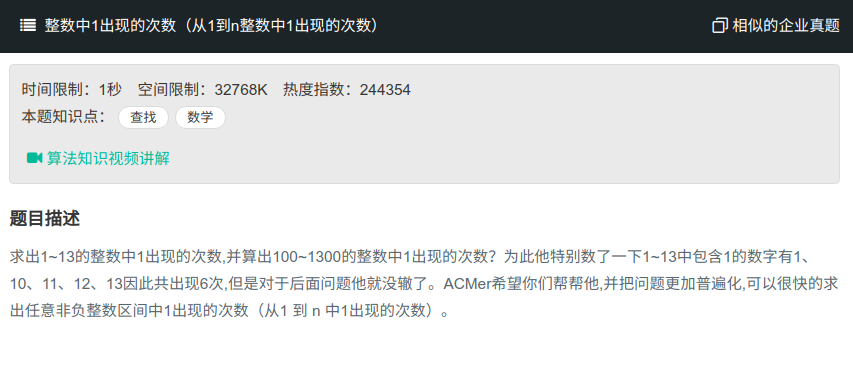 整数中1出现的次数（从1到n整数中1出现的次数）
相似的企业真题
时间限制：1秒 空间限制：32768K 热度指数：244354
本题知识点： 查找 数学
算法知识视频讲解
题目描述
求出1~13的整数中1出现的次数,并算出100~1300的整数中1出现的次数？为此他特别数了一下1~13中包含1的数字有1、
10、11、12、13因此共出现6次,但是对于后面问题他就没辙了。ACMer希望你们帮帮他,并把问题更加普遍化,可以很快的求
出任意非负整数区间中1出现的次数（从1 到 n 中1出现的次数）。